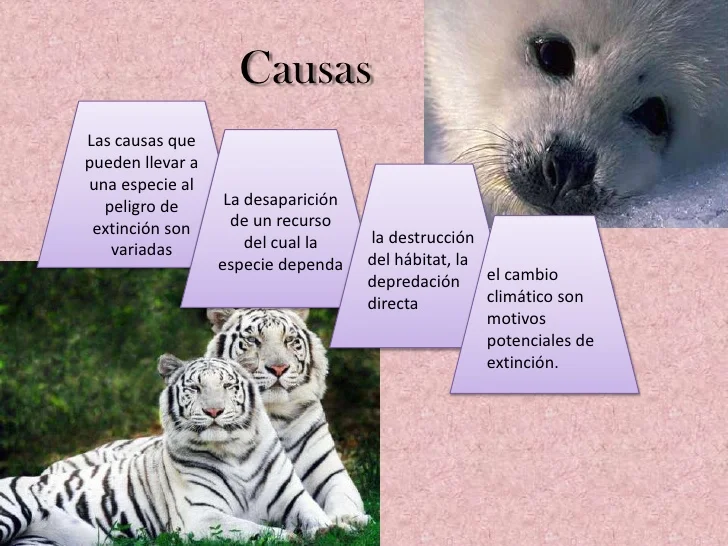 Causas
Las causas que
pueden llevar a
una especie al
peligro de
extinción son
variadas
La desaparición
de un recurso
del cual la
especie dependa
la destrucción
del hábitat, la
depredación
directa
el cambio
climático son
motivos
potenciales de
extinción.